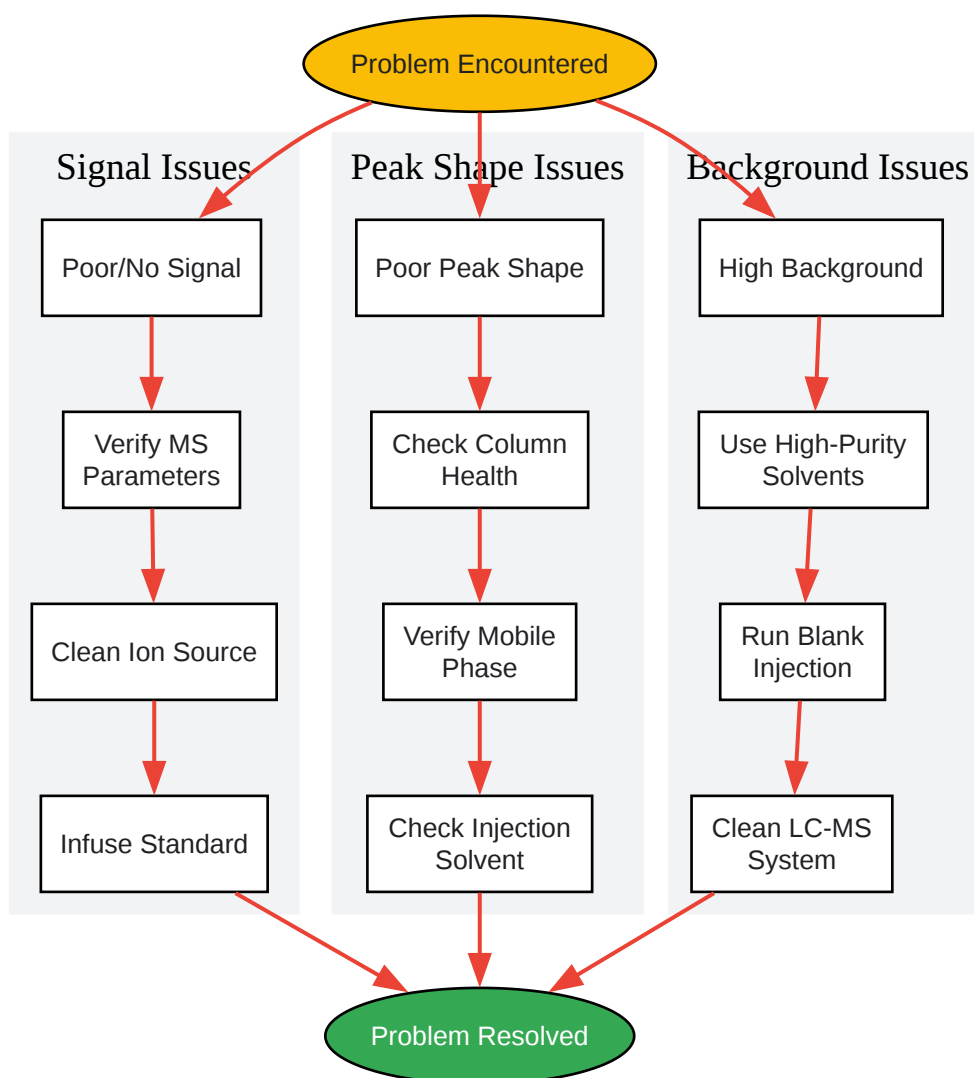 Problem Encountered
Signal Issues
Poor/No Signal
Verify MS
Parameters
Clean Ion Source
Infuse Standard
Peak Shape Issues
Poor Peak Shape
Check Column
Health
Verify Mobile
Phase
Check Injection
Solvent
Background Issues
High Background
Use High-Purity
Solvents
Run Blank
Injection
Clean LC-MS
System
Problem Resolved